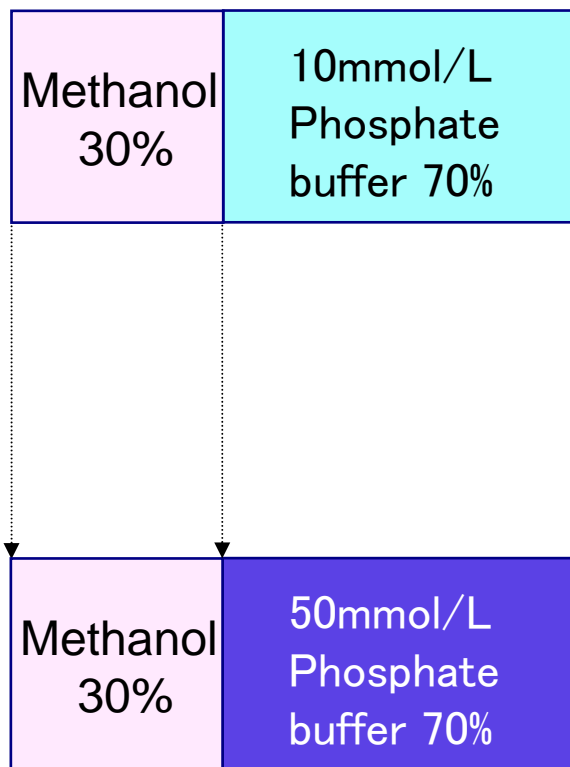 Methanol
30%
10mmol/L
Phosphate
buffer 70%
Methanol
30%
50mmol/L
Phosphate
buffer 70%